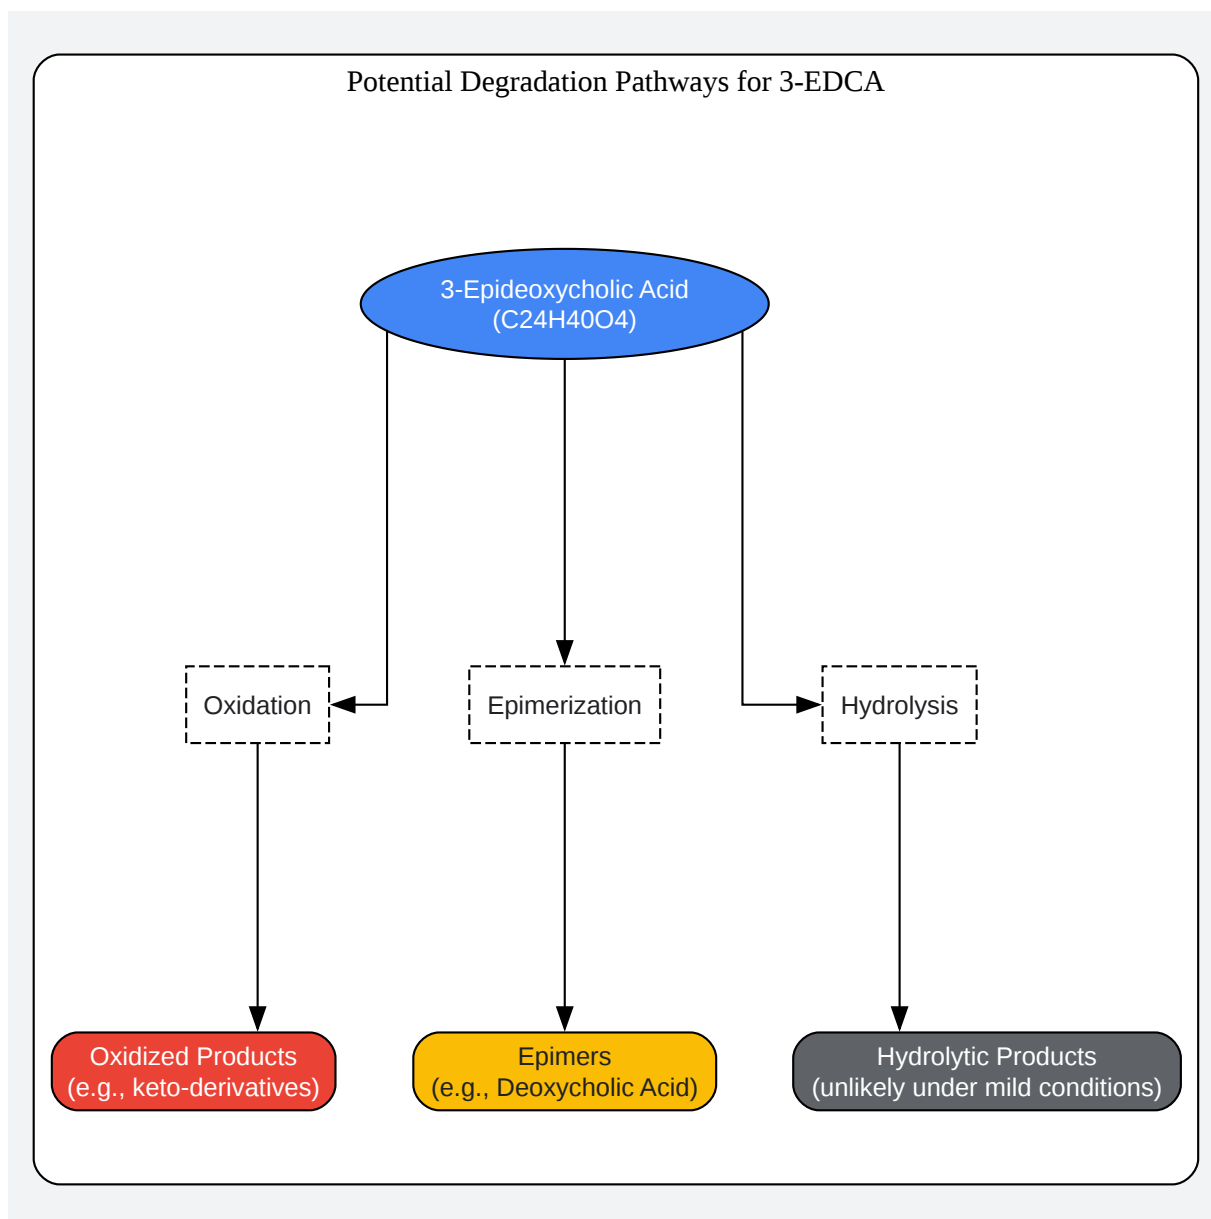 Potential Degradation Pathways for 3-EDCA
3-Epideoxycholic Acid
(C24H40O4)
Oxidation
Epimerization
Hydrolysis
Oxidized Products
(e.g., keto-derivatives)
Epimers
(e.g., Deoxycholic Acid)
Hydrolytic Products
(unlikely under mild conditions)